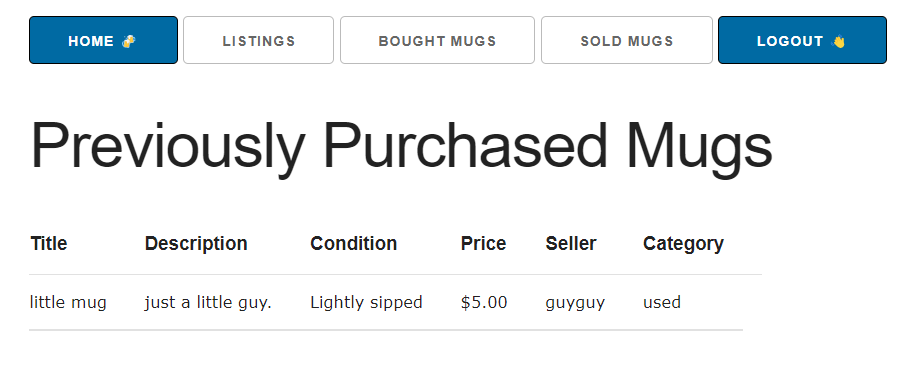 HOME LISTINGS BOUGHT MUGS SOLD MUGS LOGOUT
Previously Purchased Mugs
Title Description Condition Price Seller Category
little mug just a little guy. Lightly sipped $5.00 guyguy used